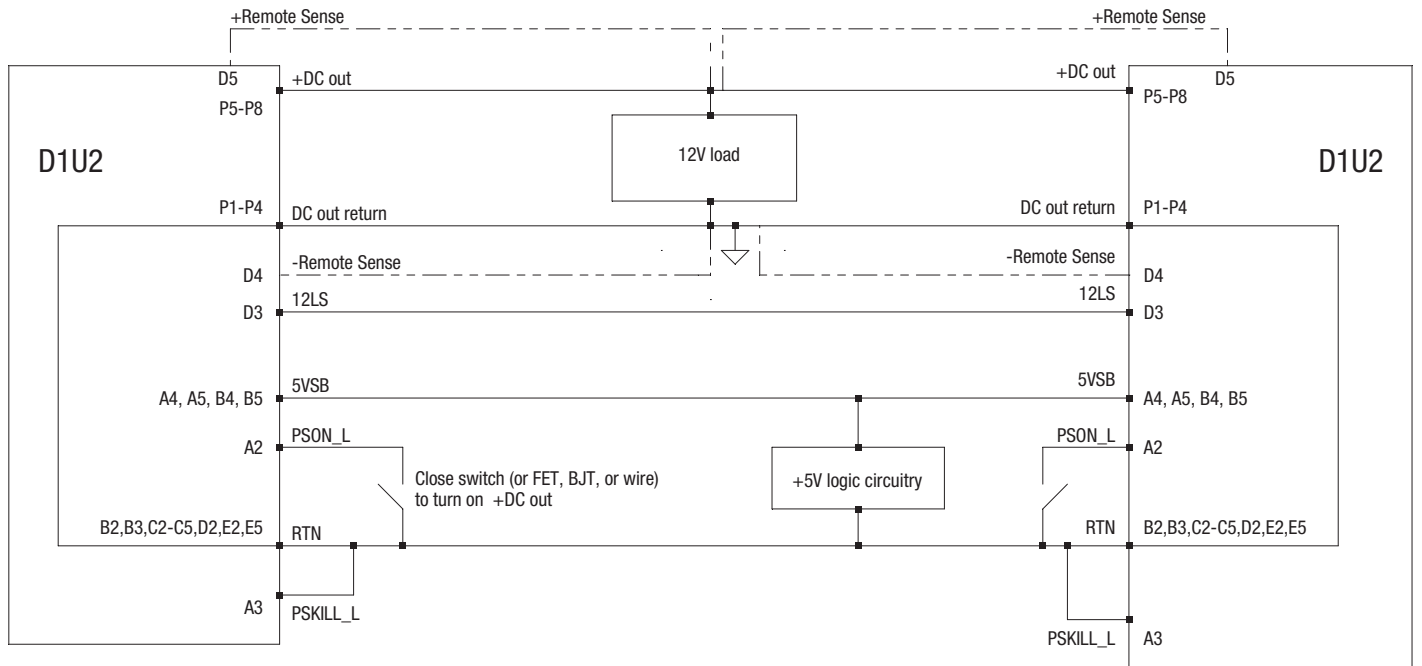 +Remote Sense
+Remote Sense
D5
+DC out
+DC out
D5
P5-P8
P5-P8
D1U2
12V load
D1U2
P1-P4
DC out return
DC out return
P1-P4
D4
-Remote Sense
-Remote Sense
D4
12LS
12LS
D3
D3
5VSB
5VSB
A4, A5, B4, B5
A4, A5, B4, B5
PSON_L
PSON_L
A2
A2
Close switch (or FET, BJT, or wire)
to turn on +DC out
+5V logic circuitry
B2,B3,C2-C5,D2,E2,E5
RTN
RTN
B2,B3,C2-C5,D2,E2,E5
A3
PSKILL_L
PSKILL_L
A3